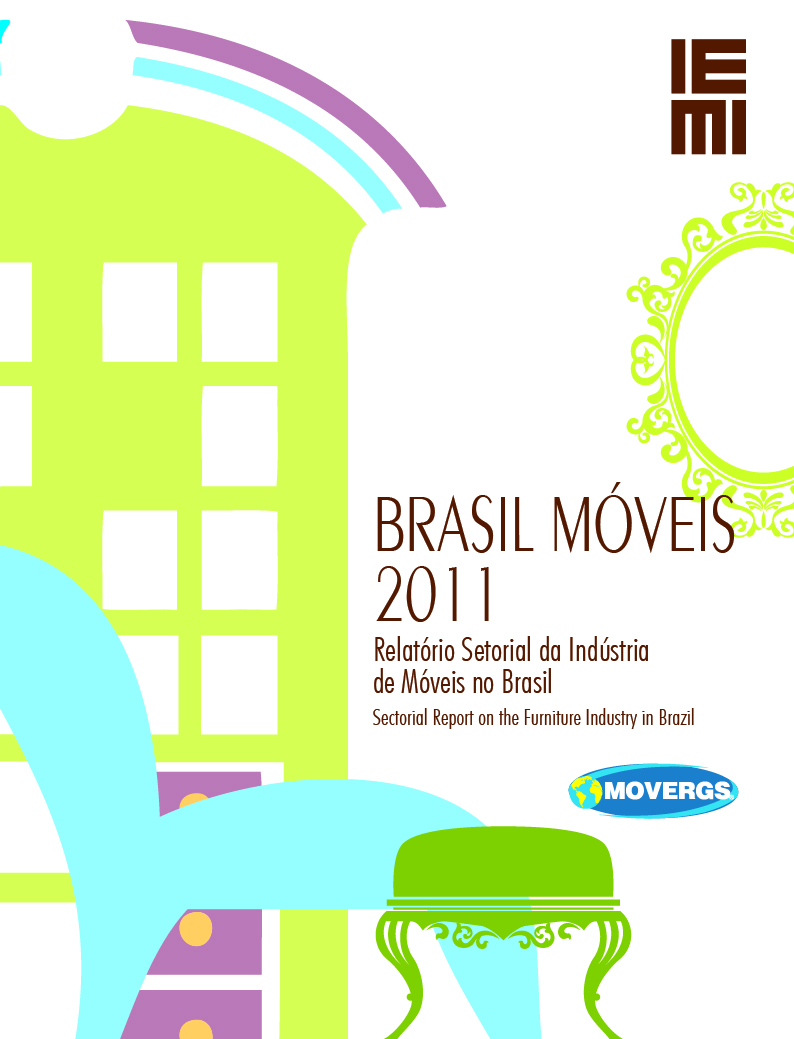 IE
MI
BRASIL MÓVEIS
2011
Relatório Setorial da Indústria
de Móveis no Brasil
Sectorial Report on the Furniture Industry in Brazil
MOVERGS